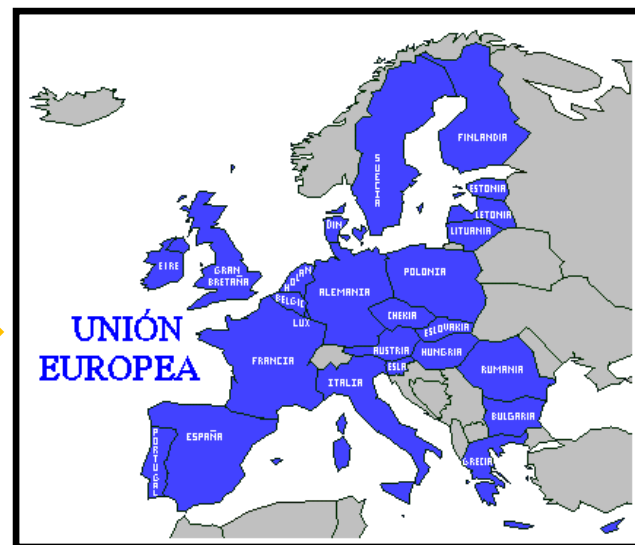 FINLANDIA
SUECIA
ESTONIA
LETONIA
LITUANIA
DIN
EIRE
GRAN
BRETAÑA
HOLAN
BELGIC
LUX
ALEMANIA
POLONIA
CHEKIA
ESLOVAKIA
AUSTRIA
HUNGRIA
ESLA
RUMANIA
BULGARIA
FRANCIA
ITALIA
GRECIA
ESPAÑA
PORTUGAL
UNIÓN
EUROPEA